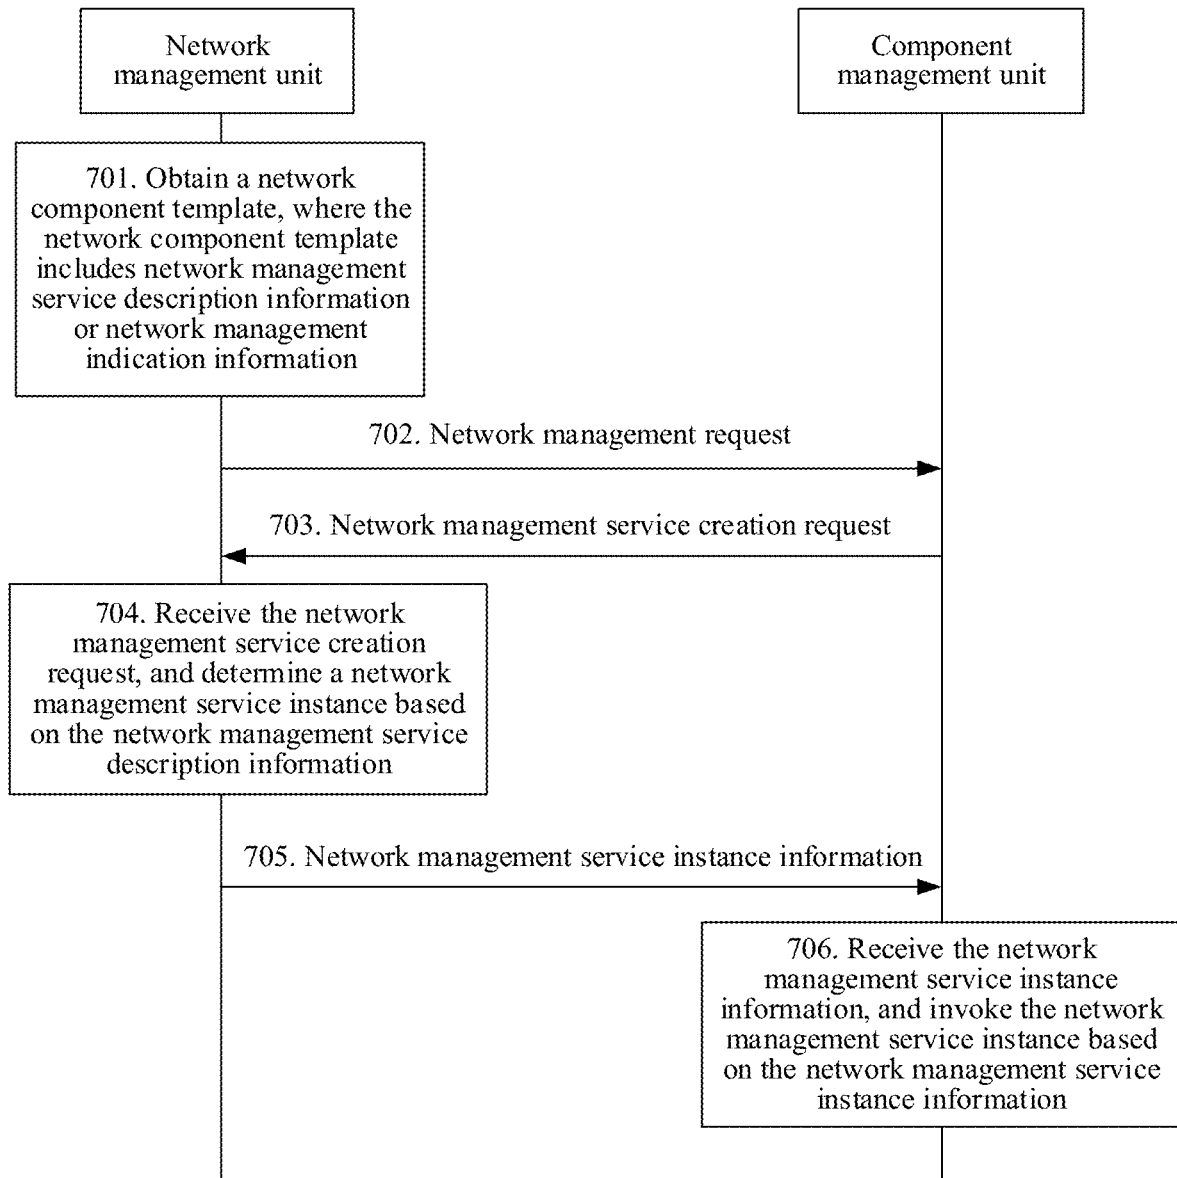 Network
management unit
Component
management unit
701. Obtain a network
component template, where the
network component template
includes network management
service description information
or network management
indication information
702. Network management request
703. Network management service creation request
704. Receive the network
management service creation
request, and determine a network
management service instance based
on the network management service
description information
705. Network management service instance information
706. Receive the network
management service instance
information, and invoke the network
management service instance based
on the network management service
instance information